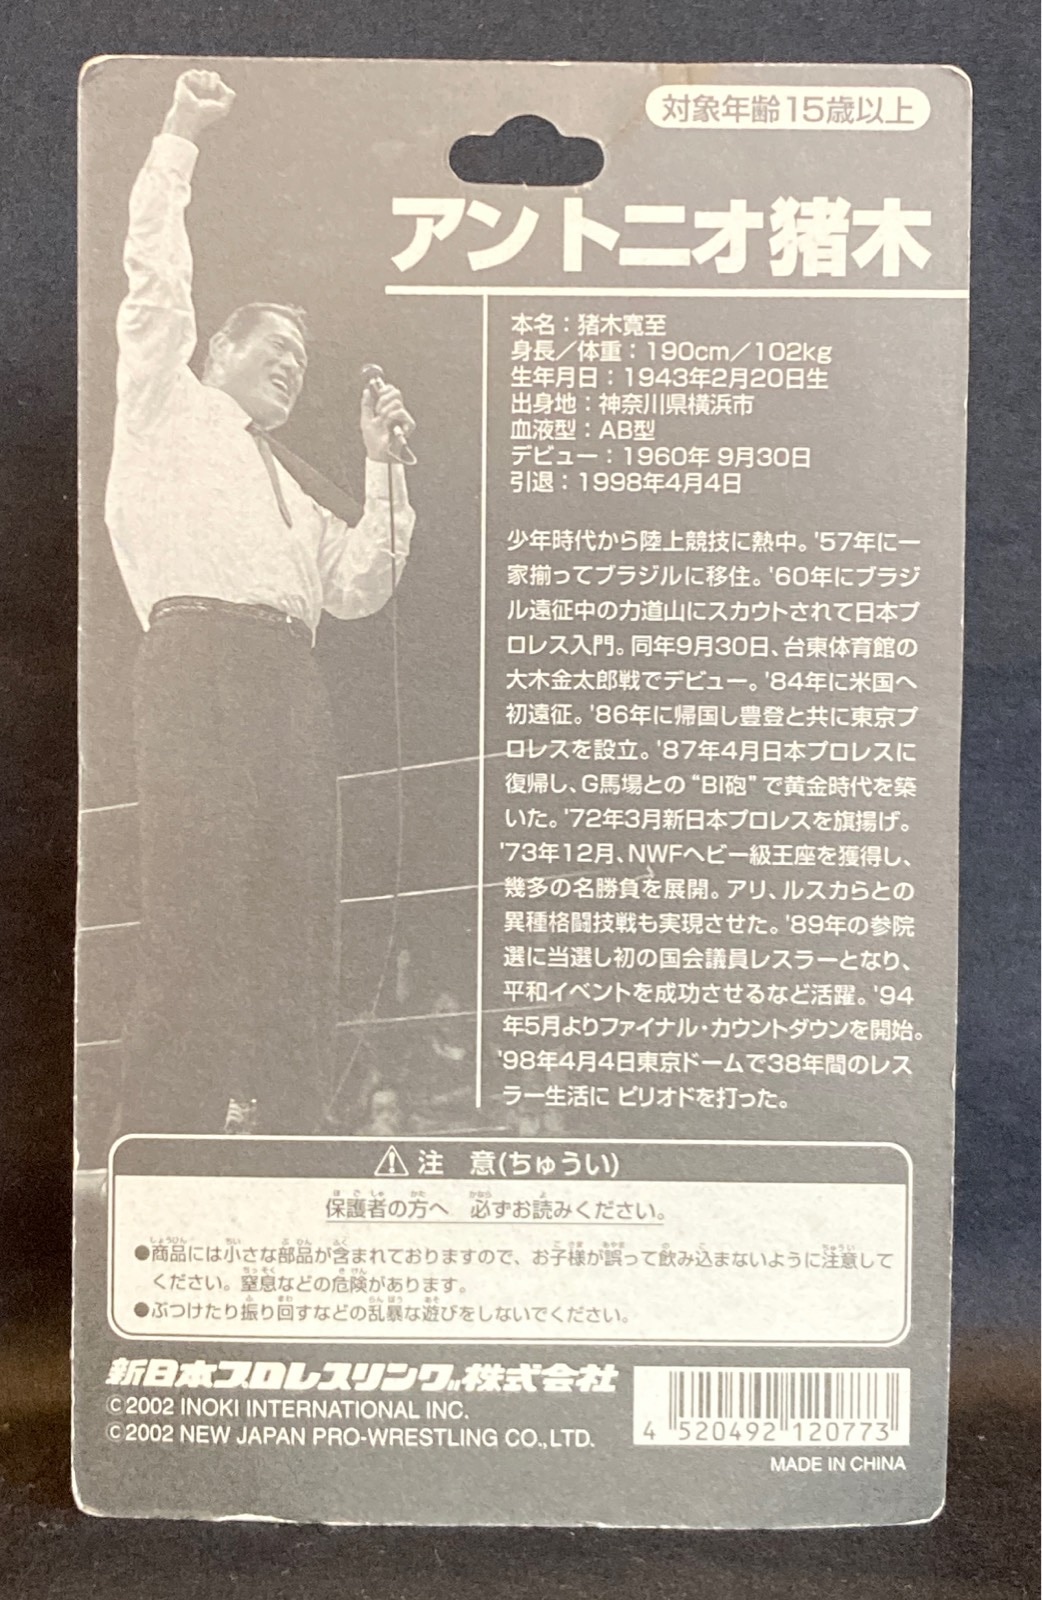 対象年齢15歳以上
アントニオ猪木
本名：猪木寛至
身長／体重：190cm／102kg
生年月日：1943年2月20日生
出身地：神奈川県横浜市
血液型：AB型
デビュー：1960年 9月30日
引退：1998年4月4日
少年時代から陸上競技に熱中。'57年に一
家揃ってブラジルに移住。'60年にブラジ
ル遠征中の力道山にスカウトされて日本プ
ロレス入門。同年9月30日、台東体育館の
大木金太郎戦でデビュー。'84年に米国へ
初遠征。'86年に帰国し豊登と共に東京プ
ロレスを設立。'87年4月日本プロレスに
復帰し、G馬場との“BI砲”で黄金時代を築
いた。'72年3月新日本プロレスを旗揚げ。
'73年12月、NWFヘビー級王座を獲得し、
幾多の名勝負を展開。アリ、ルスカらとの
異種格闘技戦も実現させた。'89年の参院
選に当選し初の国会議員レスラーとなり、
平和イベントを成功させるなど活躍。'94
年5月よりファイナル・カウントダウンを開始。
'98年4月4日東京ドームで38年間のレス
ラー生活に ピリオドを打った。
⚠注　意(ちゅうい)
保護者の方へ　必ずお読みください。
●商品には小さな部品が含まれておりますので、お子様が誤って飲み込まないように注意して
ください。窒息などの危険があります。
●ぶつけたり振り回すなどの乱暴な遊びをしないでください。
新日本プロレスリング株式会社
©2002 INOKI INTERNATIONAL INC.
©2002 NEW JAPAN PRO-WRESTLING CO.,LTD.
4 520492 120773
MADE IN CHINA